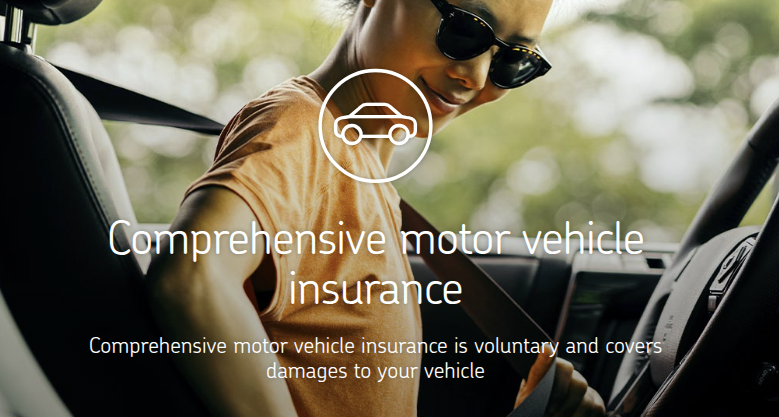 Comprehensive motor vehicle
insurance
Comprehensive motor vehicle insurance is voluntary and covers
damages to your vehicle